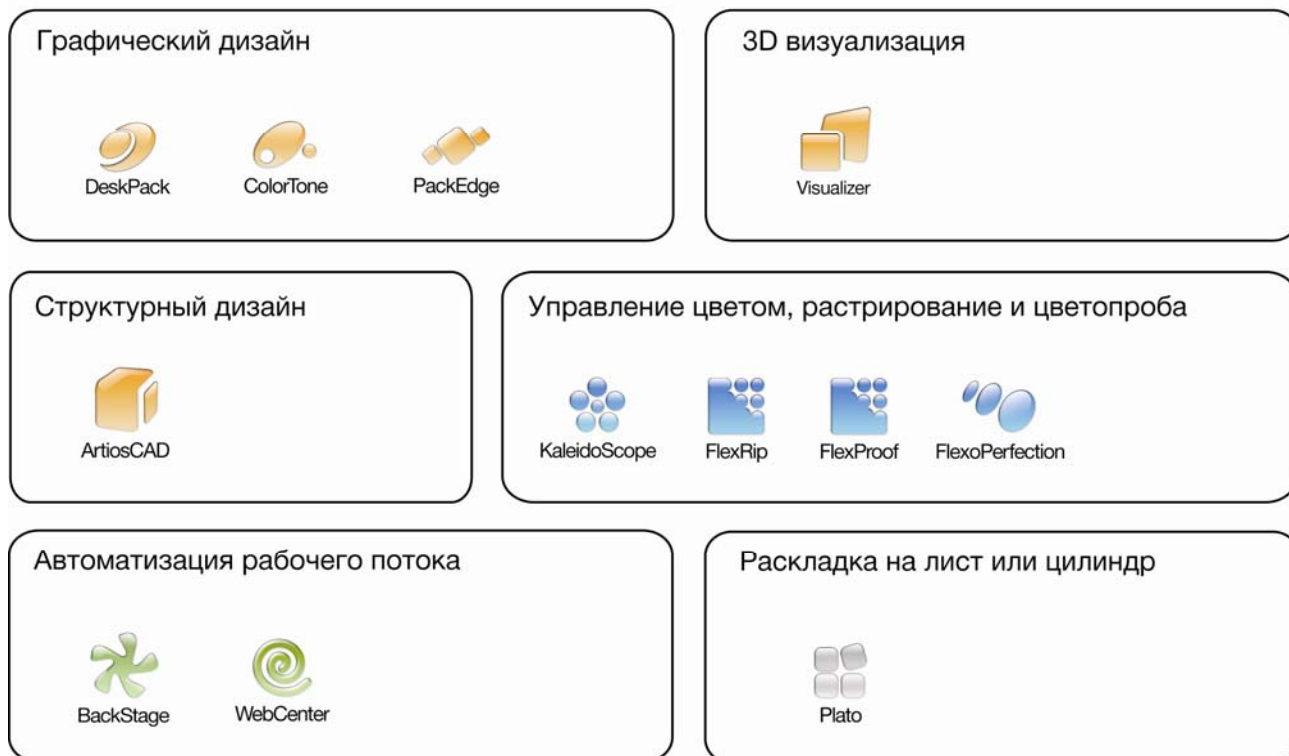 Графический дизайн
DeskPack
ColorTone
PackEdge
3D визуализация
Visualizer
Структурный дизайн
ArtiosCAD
Управление цветом, растрирование и цветопроба
KaleidoScope
FlexRip
FlexProof
FlexoPerfection
Автоматизация рабочего потока
BackStage
WebCenter
Раскладка на лист или цилиндр
Plato